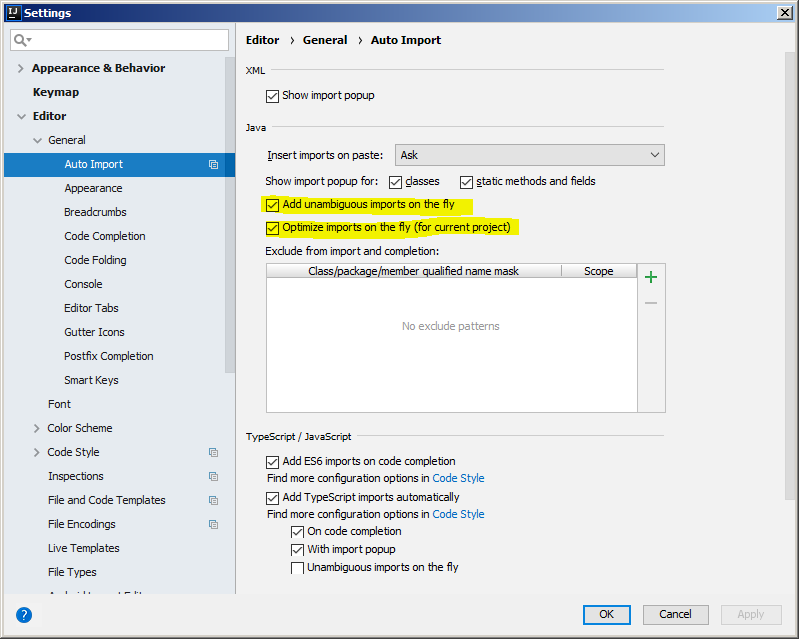 IJ Settings
Editor › General › Auto Import
Appearance & Behavior
Keymap
Editor
General
Auto Import
Appearance
Breadcrumbs
Code Completion
Code Folding
Console
Editor Tabs
Gutter Icons
Postfix Completion
Smart Keys
Font
Color Scheme
Code Style
Inspections
File and Code Templates
File Encodings
Live Templates
File Types
XML
Show import popup
Java
Insert imports on paste: Ask
Show import popup for: classes static methods and fields
Add unambiguous imports on the fly
Optimize imports on the fly (for current project)
Exclude from import and completion:
Class/package/member qualified name mask Scope
No exclude patterns
TypeScript / JavaScript
Add ES6 imports on code completion
Find more configuration options in Code Style
Add TypeScript imports automatically
Find more configuration options in Code Style
On code completion
With import popup
Unambiguous imports on the fly
? OK Cancel Apply